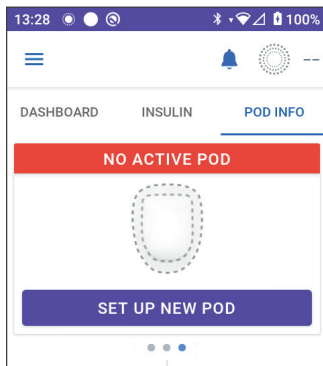 13:28 100%
--
DASHBOARD INSULIN POD INFO
NO ACTIVE POD
SET UP NEW POD